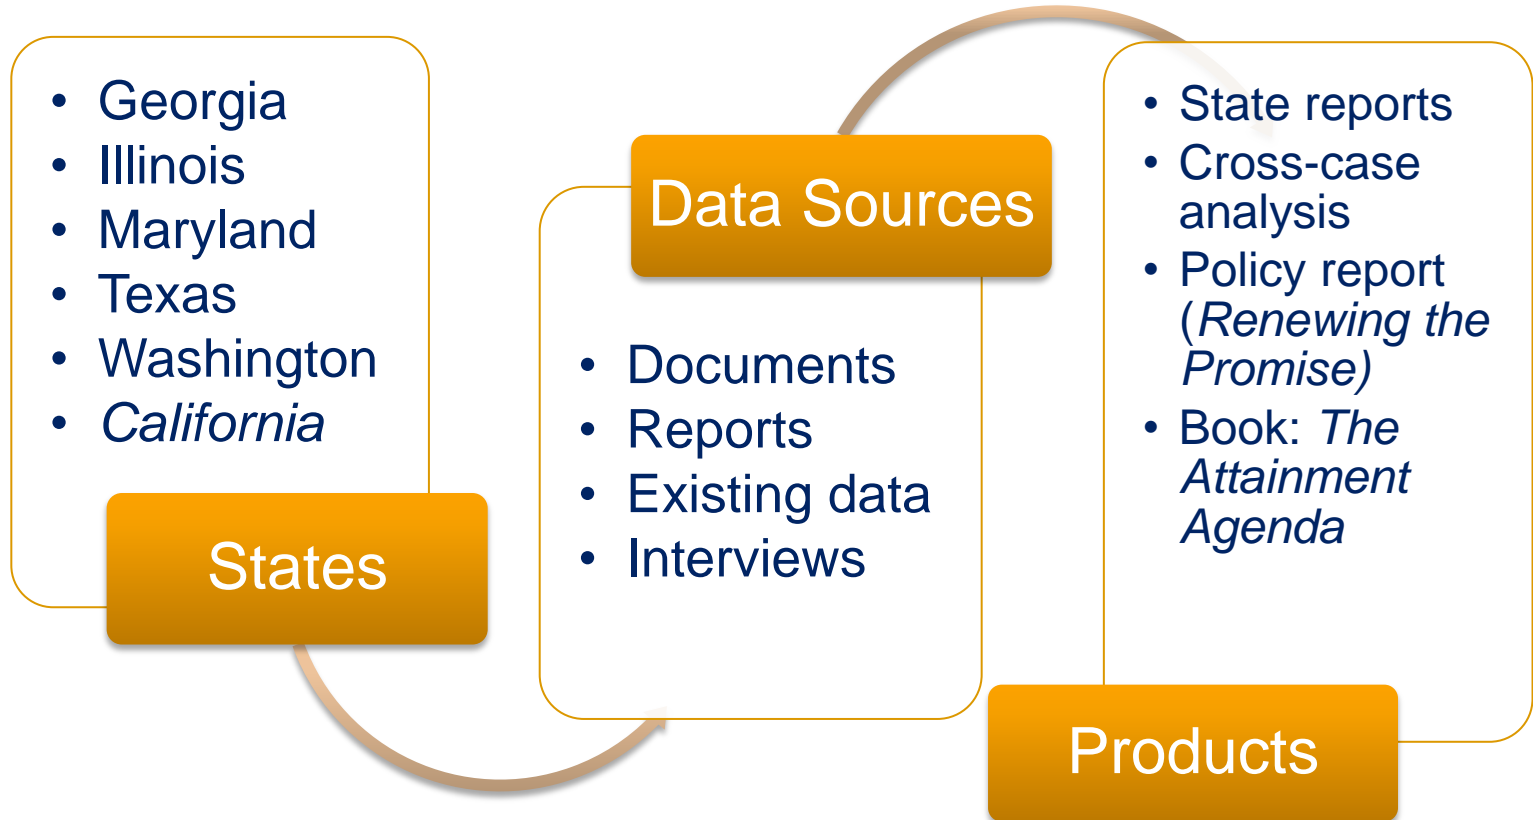 • Georgia
• Illinois
• Maryland
• Texas
• Washington
• California
States
Data Sources
• Documents
• Reports
• Existing data
• Interviews
• State reports
• Cross-case
analysis
• Policy report
(Renewing the
Promise)
• Book: The
Attainment
Agenda
Products